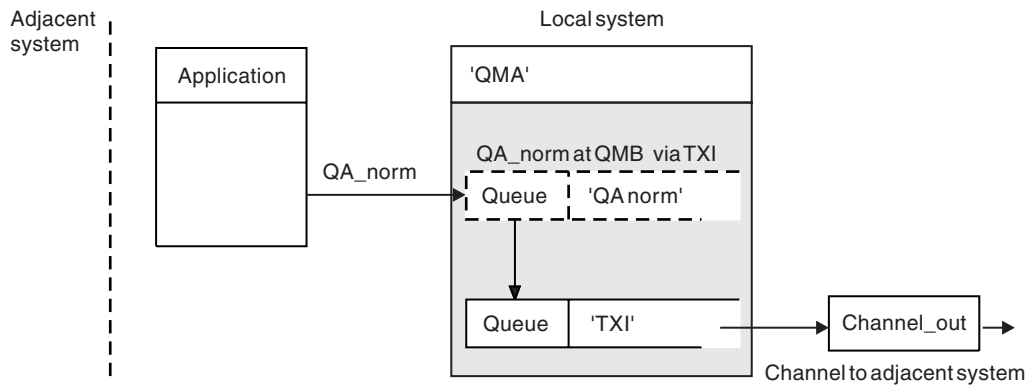 Adjacent
system
Local system
Application
'QMA'
QA_norm at QMB via TXI
QA_norm
Queue
'QA norm'
Queue
'TXI'
Channel_out
Channel to adjacent system